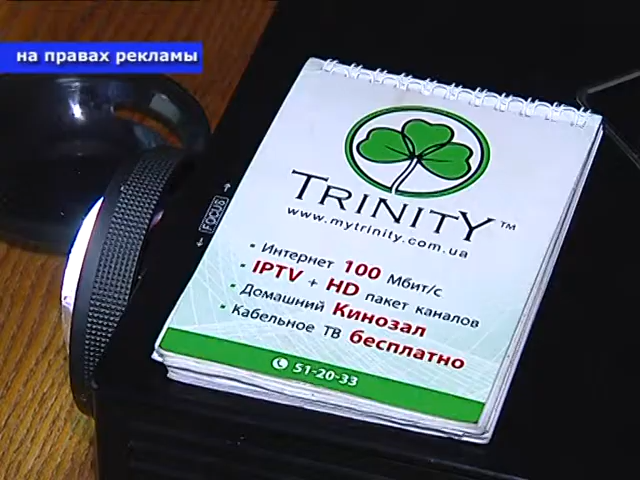 на правах рекламы
TRINITY™
www.mytrinity.com.ua
Интернет 100 Мбит/с
IPTV + HD пакет каналов
Домашний Кинозал
Кабельное ТВ бесплатно
51-20-33
FOCUS